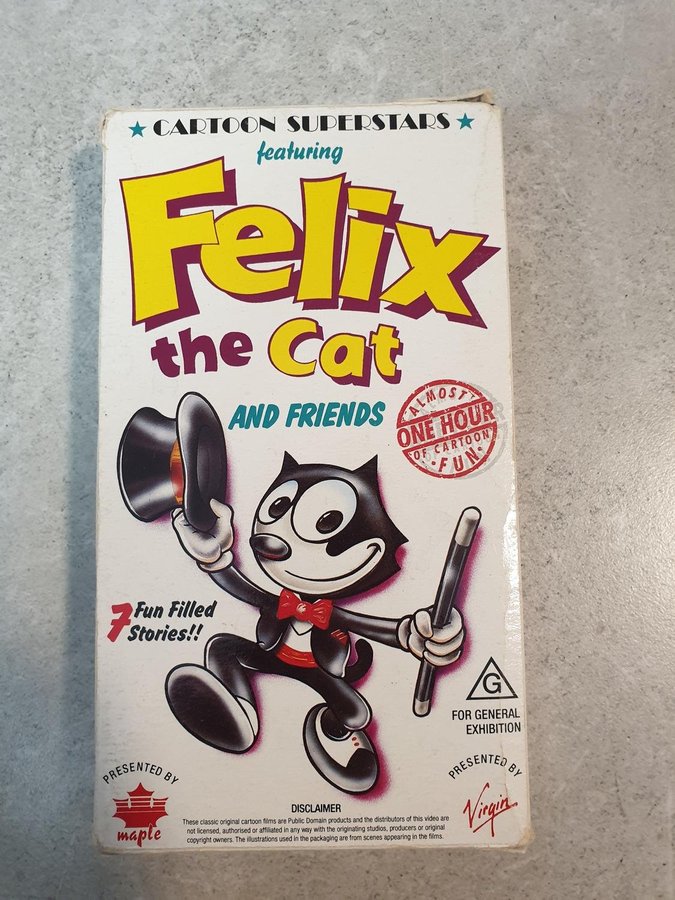 ★ CARTOON SUPERSTARS ★
featuring
Felix
the Cat
AND FRIENDS
ALMOST
ONE HOUR
OF CARTOON
• FUN •
7 Fun Filled
Stories!!
G
FOR GENERAL
EXHIBITION
PRESENTED BY
maple
PRESENTED BY
Virgin
DISCLAIMER
These classic original cartoon films are Public Domain products and the distributors of this video are
not licensed, authorised or affiliated in any way with the originating studios, producers or original
copyright owners. The illustrations used in the packaging are from scenes appearing in the films.